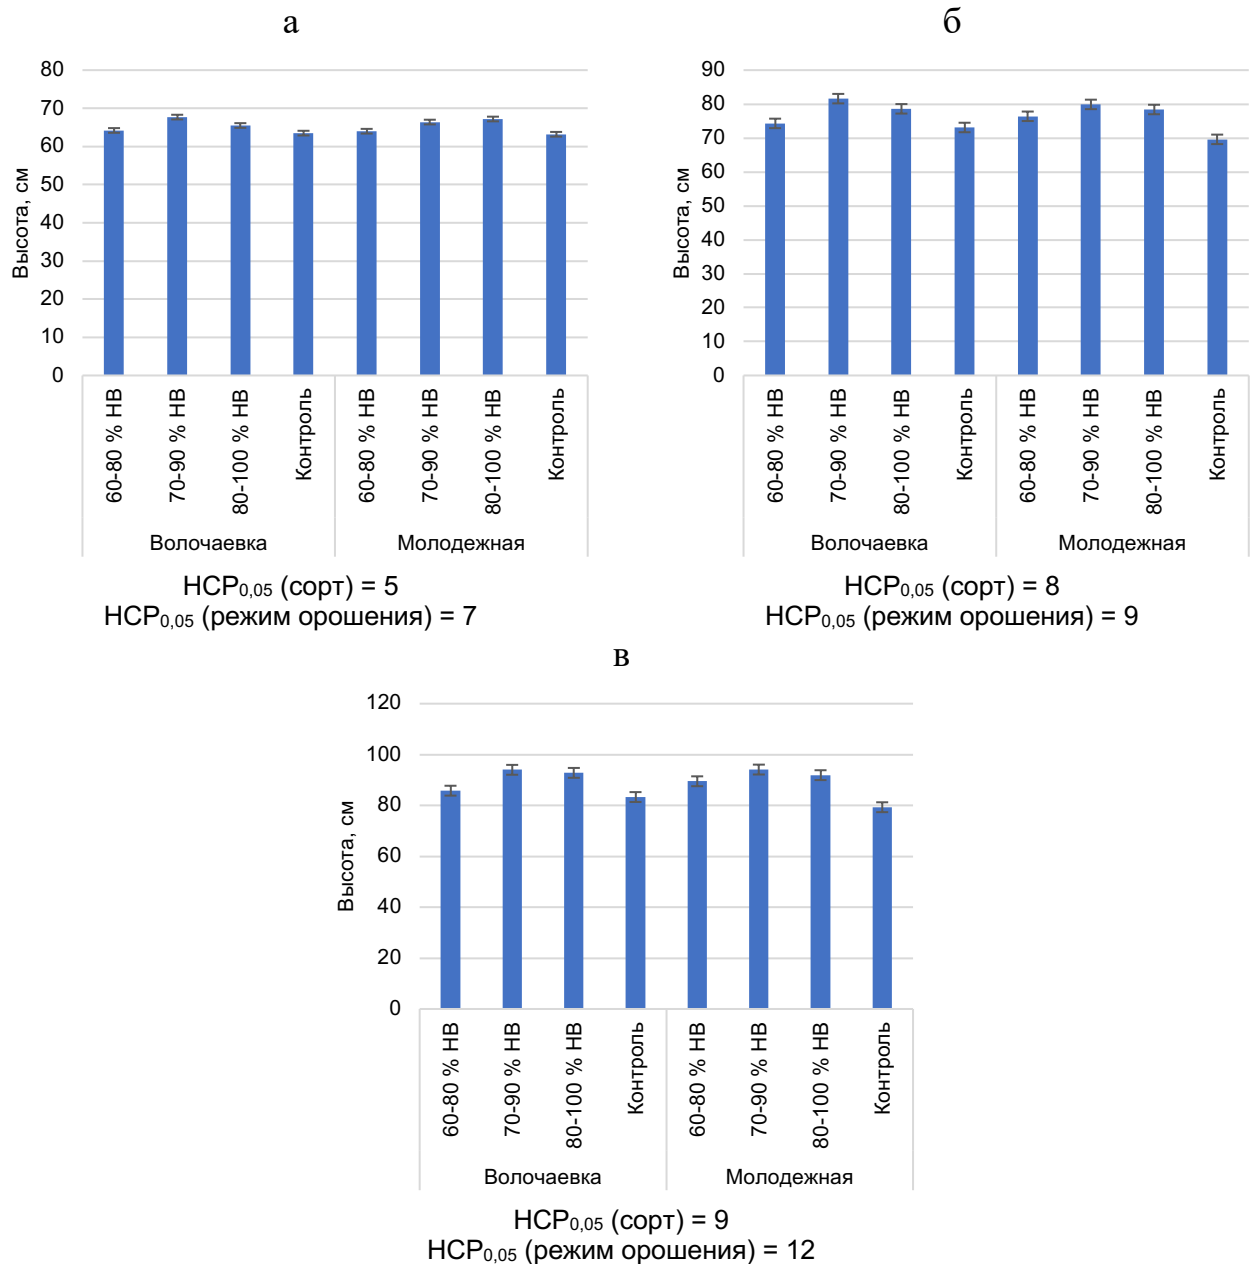 а
80
70
60
50
40
30
20
10
0
Высота, см
60-80 % НВ
70-90 % НВ
80-100 % НВ
Контроль
60-80 % НВ
70-90 % НВ
80-100 % НВ
Контроль
Волочаевка
Молодежная
НСР0,05 (сорт) = 5
НСР0,05 (режим орошения) = 7
б
90
80
70
60
50
40
30
20
10
0
Высота, см
60-80 % НВ
70-90 % НВ
80-100 % НВ
Контроль
60-80 % НВ
70-90 % НВ
80-100 % НВ
Контроль
Волочаевка
Молодежная
НСР0,05 (сорт) = 8
НСР0,05 (режим орошения) = 9
в
120
100
80
60
40
20
0
Высота, см
60-80 % НВ
70-90 % НВ
80-100 % НВ
Контроль
60-80 % НВ
70-90 % НВ
80-100 % НВ
Контроль
Волочаевка
Молодежная
НСР0,05 (сорт) = 9
НСР0,05 (режим орошения) = 12